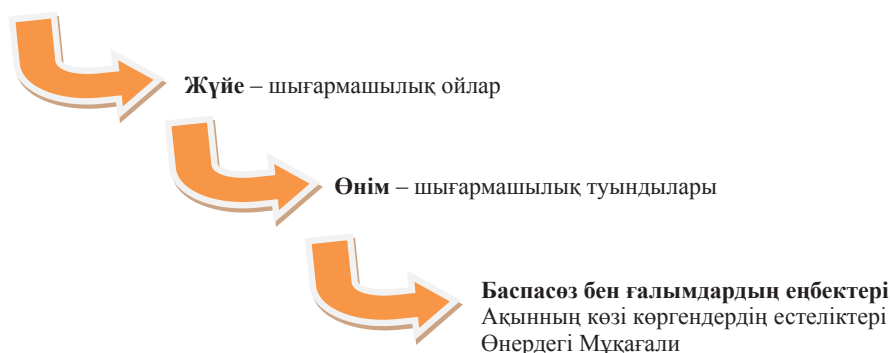 Жүйе – шығармашылық ойлар
Өнім – шығармашылық туындылары
Баспасөз бен ғалымдардың еңбектері
Ақынның көзі көргендердің естеліктері
Өнердегі Мұқағали